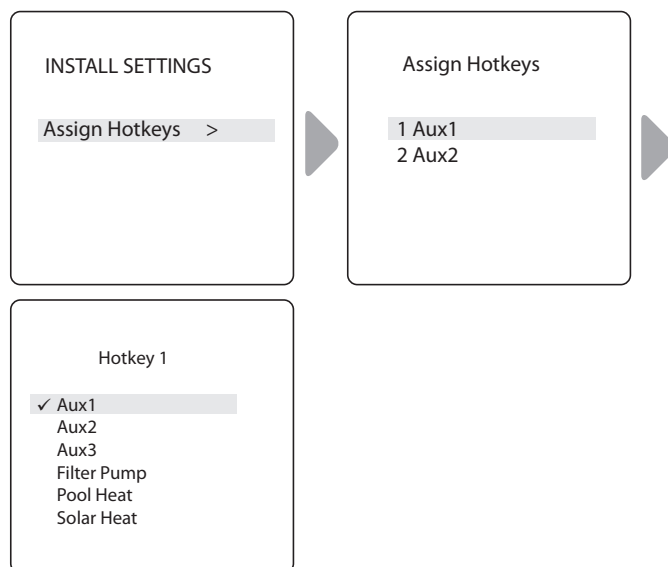 INSTALL SETTINGS
Assign Hotkeys >
Assign Hotkeys
1 Aux1
2 Aux2
Hotkey 1
✓ Aux1
Aux2
Aux3
Filter Pump
Pool Heat
Solar Heat